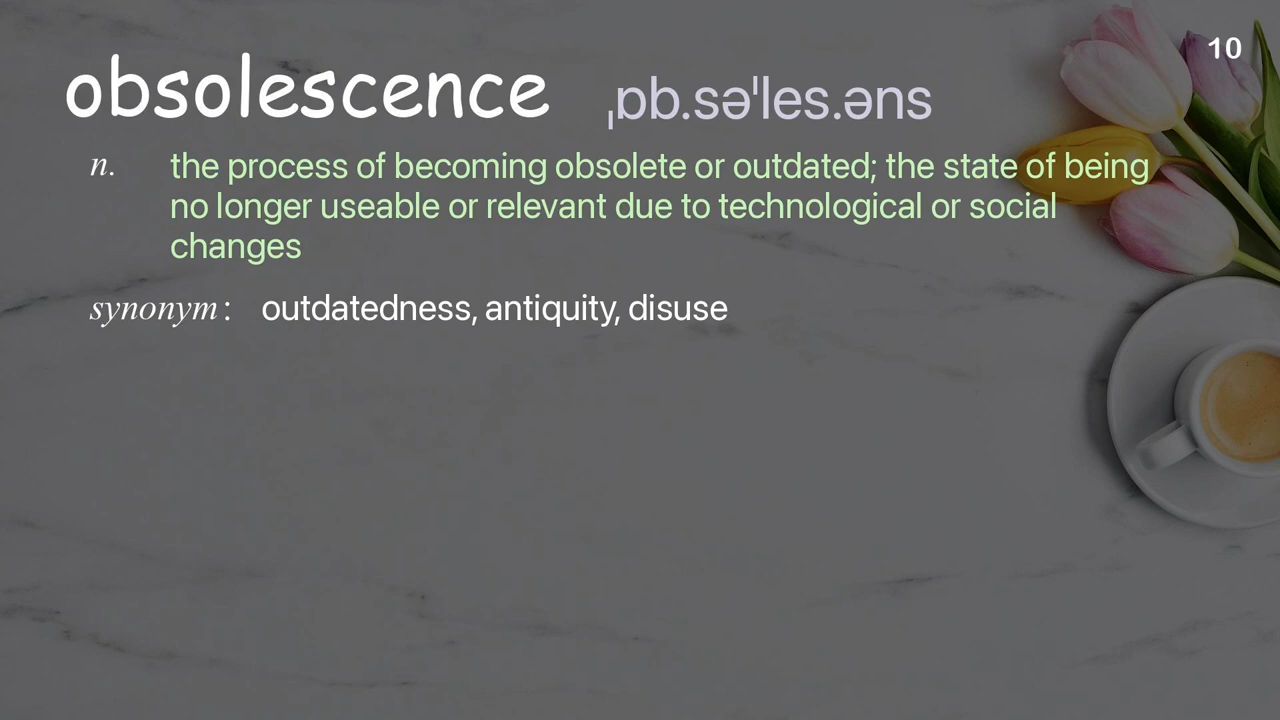 10
obsolescence ˌɒb.səˈles.əns
n. the process of becoming obsolete or outdated; the state of being
no longer useable or relevant due to technological or social
changes
synonym : outdatedness, antiquity, disuse